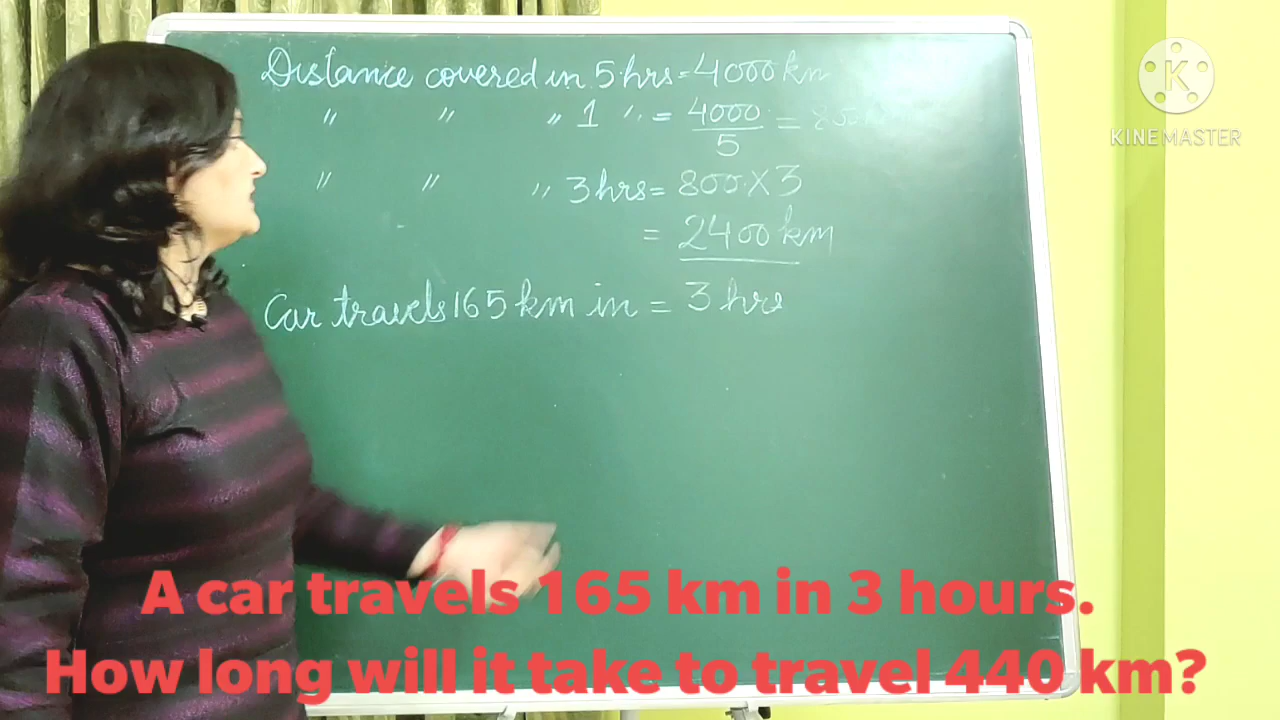 Distance covered in 5 hrs = 4000 km
" " " 1 " = 4000/5 =
" " " 3 hrs = 800 X 3
= 2400 km
Car travels 165 km in = 3 hrs
K
KINEMASTER
A car travels 165 km in 3 hours.
How long will it take to travel 440 km?